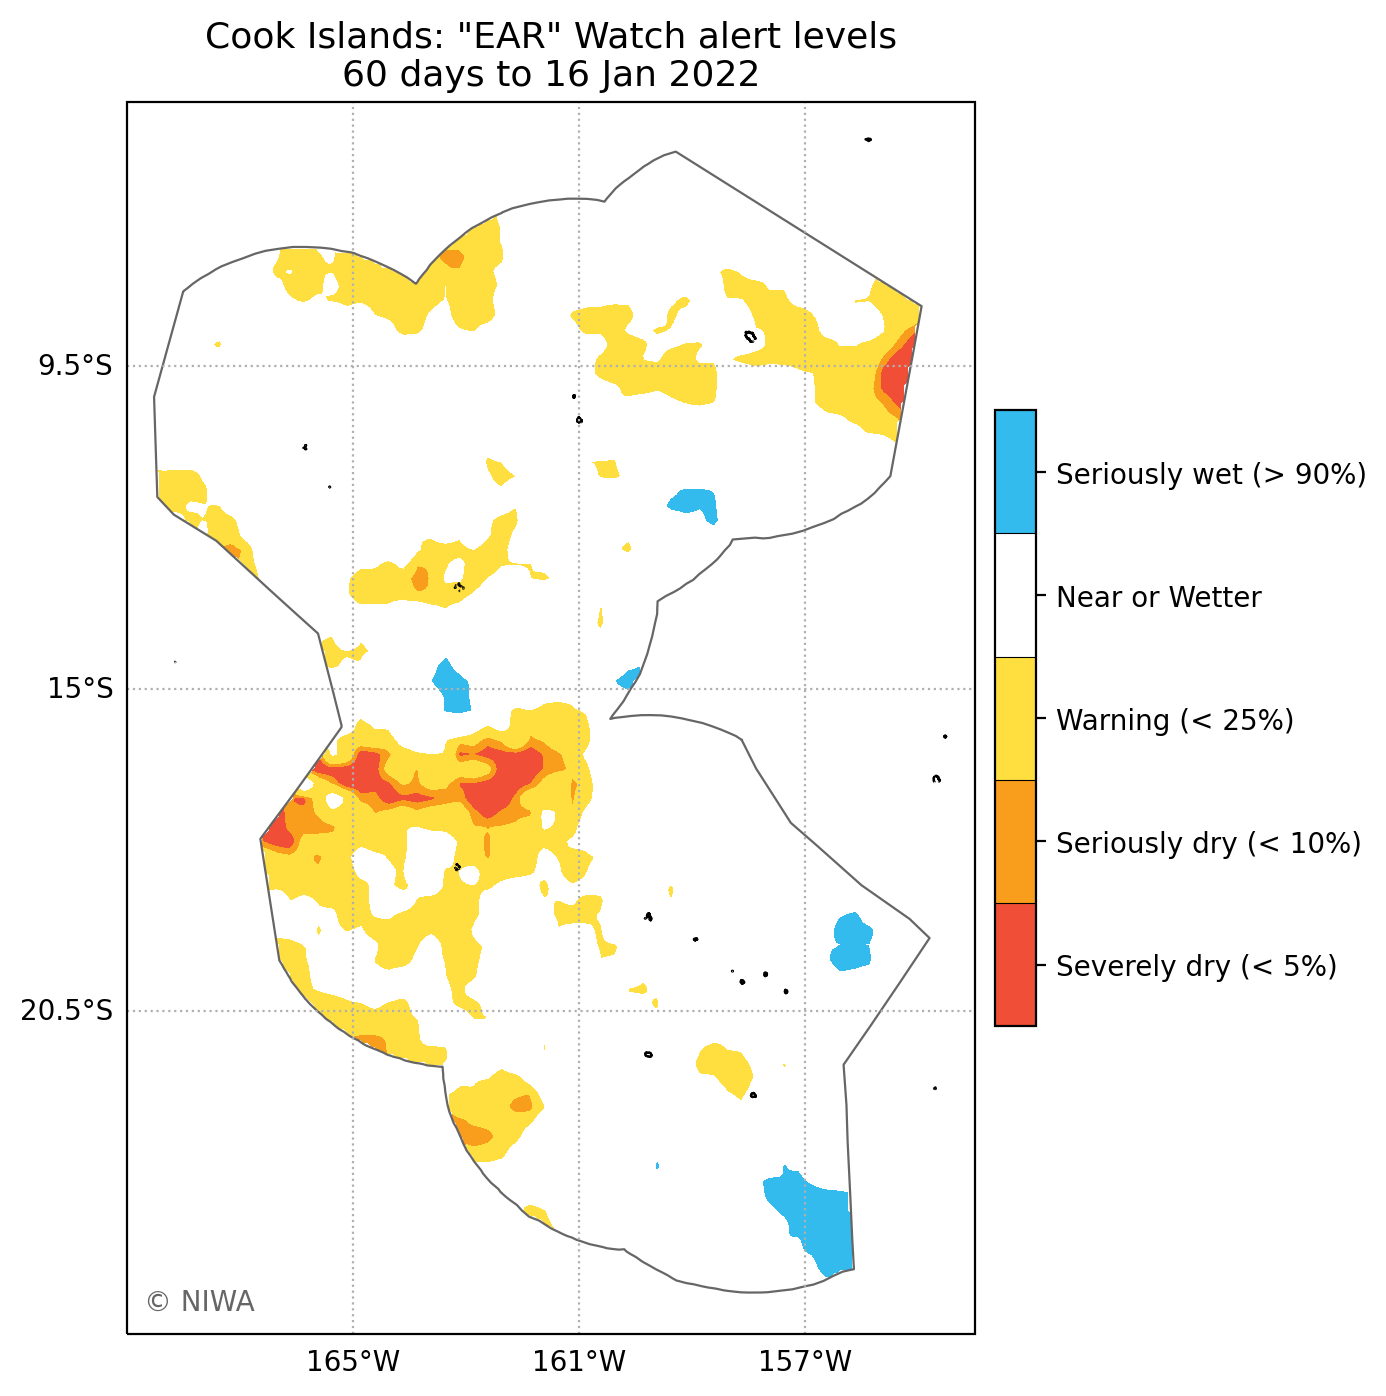 Cook Islands: "EAR" Watch alert levels
60 days to 16 Jan 2022
9.5°S
15°S
20.5°S
165°W
161°W
157°W
Seriously wet (> 90%)
Near or Wetter
Warning (< 25%)
Seriously dry (< 10%)
Severely dry (< 5%)
© NIWA